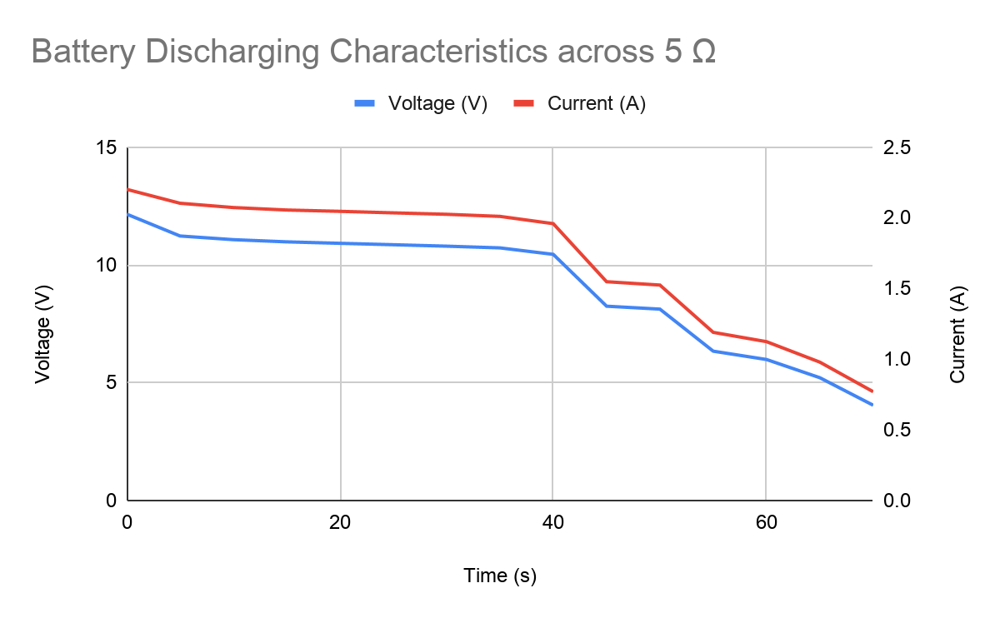 Battery Discharging Characteristics across 5 Ω
Voltage (V)
Current (A)
15
10
5
0
Voltage (V)
2.5
2.0
1.5
1.0
0.5
0.0
Current (A)
0
20
40
60
Time (s)